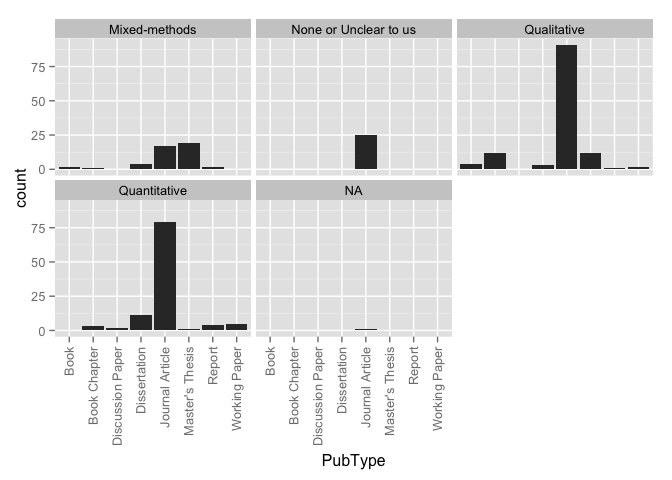 Mixed-methods
None or Unclear to us
Qualitative
75
50
25
0
count
Quantitative
NA
75
50
25
0
Book
Book Chapter
Discussion Paper
Dissertation
Journal Article
Master's Thesis
Report
Working Paper
Book
Book Chapter
Discussion Paper
Dissertation
Journal Article
Master's Thesis
Report
Working Paper
PubType